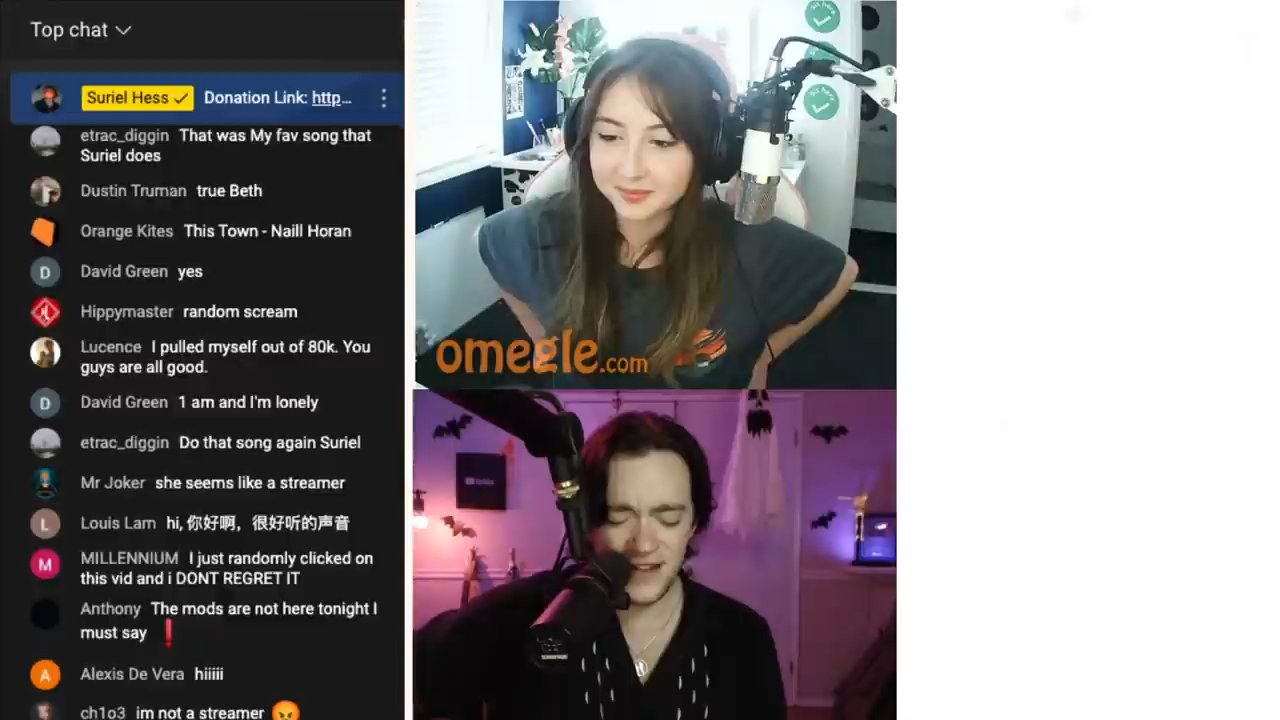 Top chat
Suriel Hess Donation Link: http...
etrac_diggin That was My fav song that
Suriel does
Dustin Truman true Beth
Orange Kites This Town - Naill Horan
D
David Green yes
Hippymaster random scream
Lucence I pulled myself out of 80k. You
guys are all good.
D
David Green 1 am and I'm lonely
etrac_diggin Do that song again Suriel
Mr Joker she seems like a streamer
L
Louis Lam hi, 你好啊，很好听的声音
M
MILLENNIUM I just randomly clicked on
this vid and i DONT REGRET IT
Anthony The mods are not here tonight I
must say ❗
A
Alexis De Vera hiiiii
ch1o3 im not a streamer 😡
omegle.com